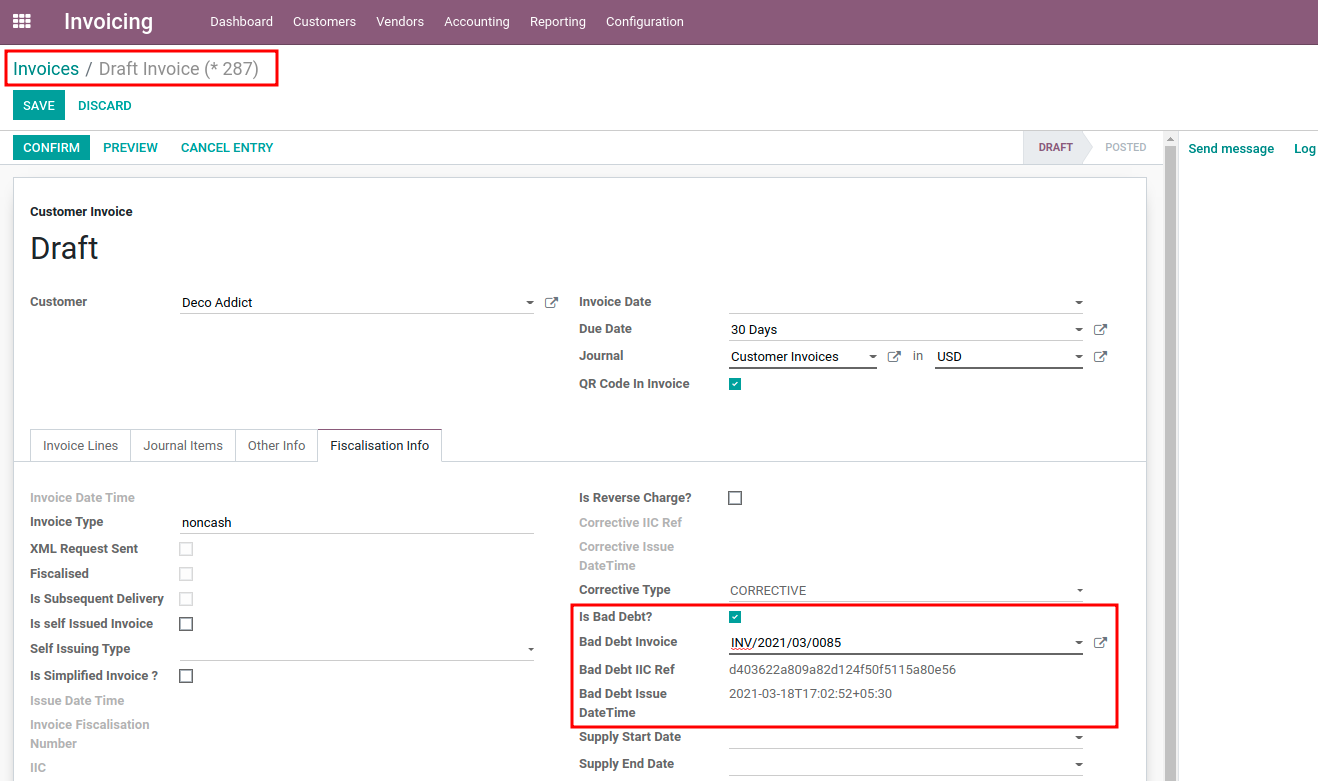 Invoicing Dashboard Customers Vendors Accounting Reporting Configuration
Invoices / Draft Invoice (* 287)
SAVE DISCARD
CONFIRM PREVIEW CANCEL ENTRY DRAFT POSTED Send message Log
Customer Invoice
Draft
Customer Deco Addict Invoice Date
Due Date 30 Days
Journal Customer Invoices in USD
QR Code In Invoice
Invoice Lines Journal Items Other Info Fiscalisation Info
Invoice Date Time Is Reverse Charge?
Invoice Type noncash Corrective IIC Ref
XML Request Sent Corrective Issue
DateTime
Fiscalised
Is Subsequent Delivery Corrective Type CORRECTIVE
Is self Issued Invoice Is Bad Debt?
Self Issuing Type Bad Debt Invoice INV/2021/03/0085
Is Simplified Invoice ? Bad Debt IIC Ref d403622a809a82d124f50f5115a80e56
Issue Date Time Bad Debt Issue 2021-03-18T17:02:52+05:30
DateTime
Invoice Fiscalisation
Number Supply Start Date
IIC Supply End Date